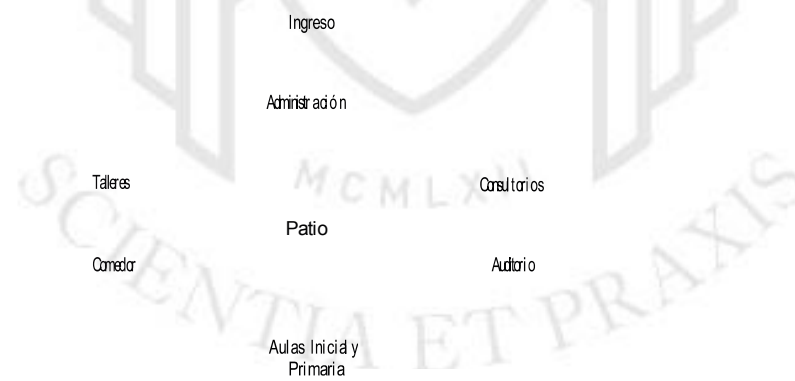 Ingreso
Administración
Talleres
MCMLXII
Consultorios
Patio
Comedor
Auditorio
SCIENTIA ET PRAXIS
Aulas Inicial y
Primaria